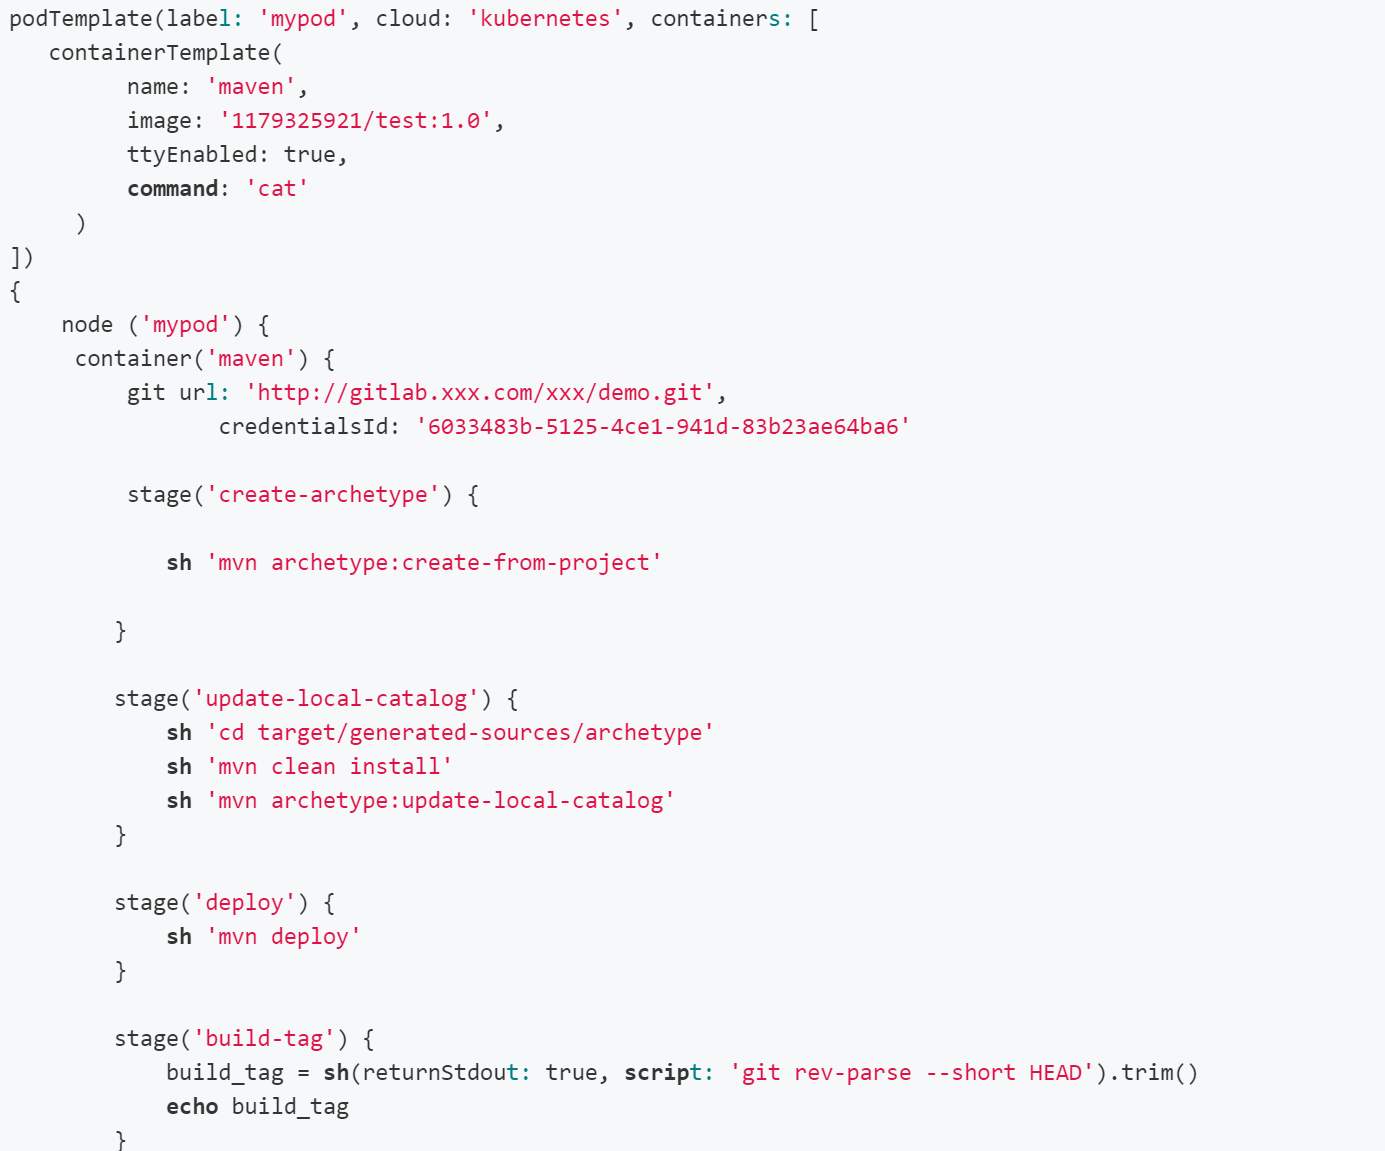 podTemplate(label: 'mypod', cloud: 'kubernetes', containers: [
containerTemplate(
name: 'maven',
image: '1179325921/test:1.0',
ttyEnabled: true,
command: 'cat'
)
])
{
node ('mypod') {
container('maven') {
git url: 'http://gitlab.xxx.com/xxx/demo.git',
credentialsId: '6033483b-5125-4ce1-941d-83b23ae64ba6'
stage('create-archetype') {
sh 'mvn archetype:create-from-project'
}
stage('update-local-catalog') {
sh 'cd target/generated-sources/archetype'
sh 'mvn clean install'
sh 'mvn archetype:update-local-catalog'
}
stage('deploy') {
sh 'mvn deploy'
}
stage('build-tag') {
build_tag = sh(returnStdout: true, script: 'git rev-parse --short HEAD').trim()
echo build_tag
}